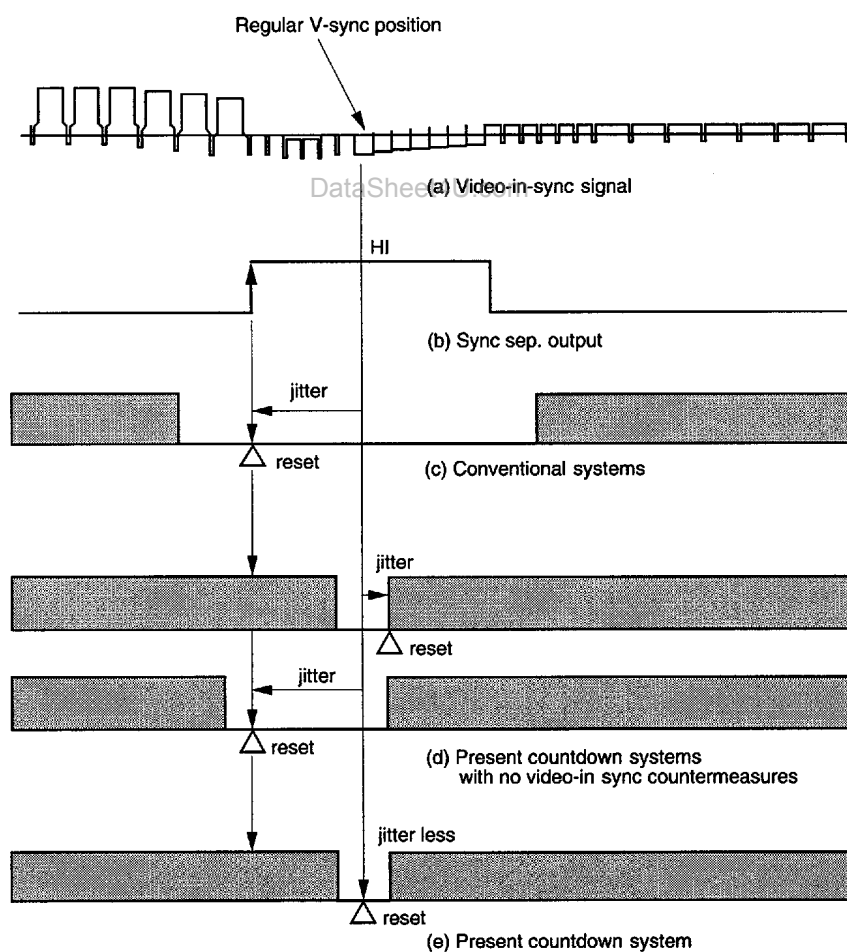 Regular V-sync position
DataSheet4U.com
(a) Video-in-sync signal
HI
(b) Sync sep. output
jitter
reset
(c) Conventional systems
jitter
reset
jitter
reset
(d) Present countdown systems
with no video-in sync countermeasures
jitter less
reset
(e) Present countdown system